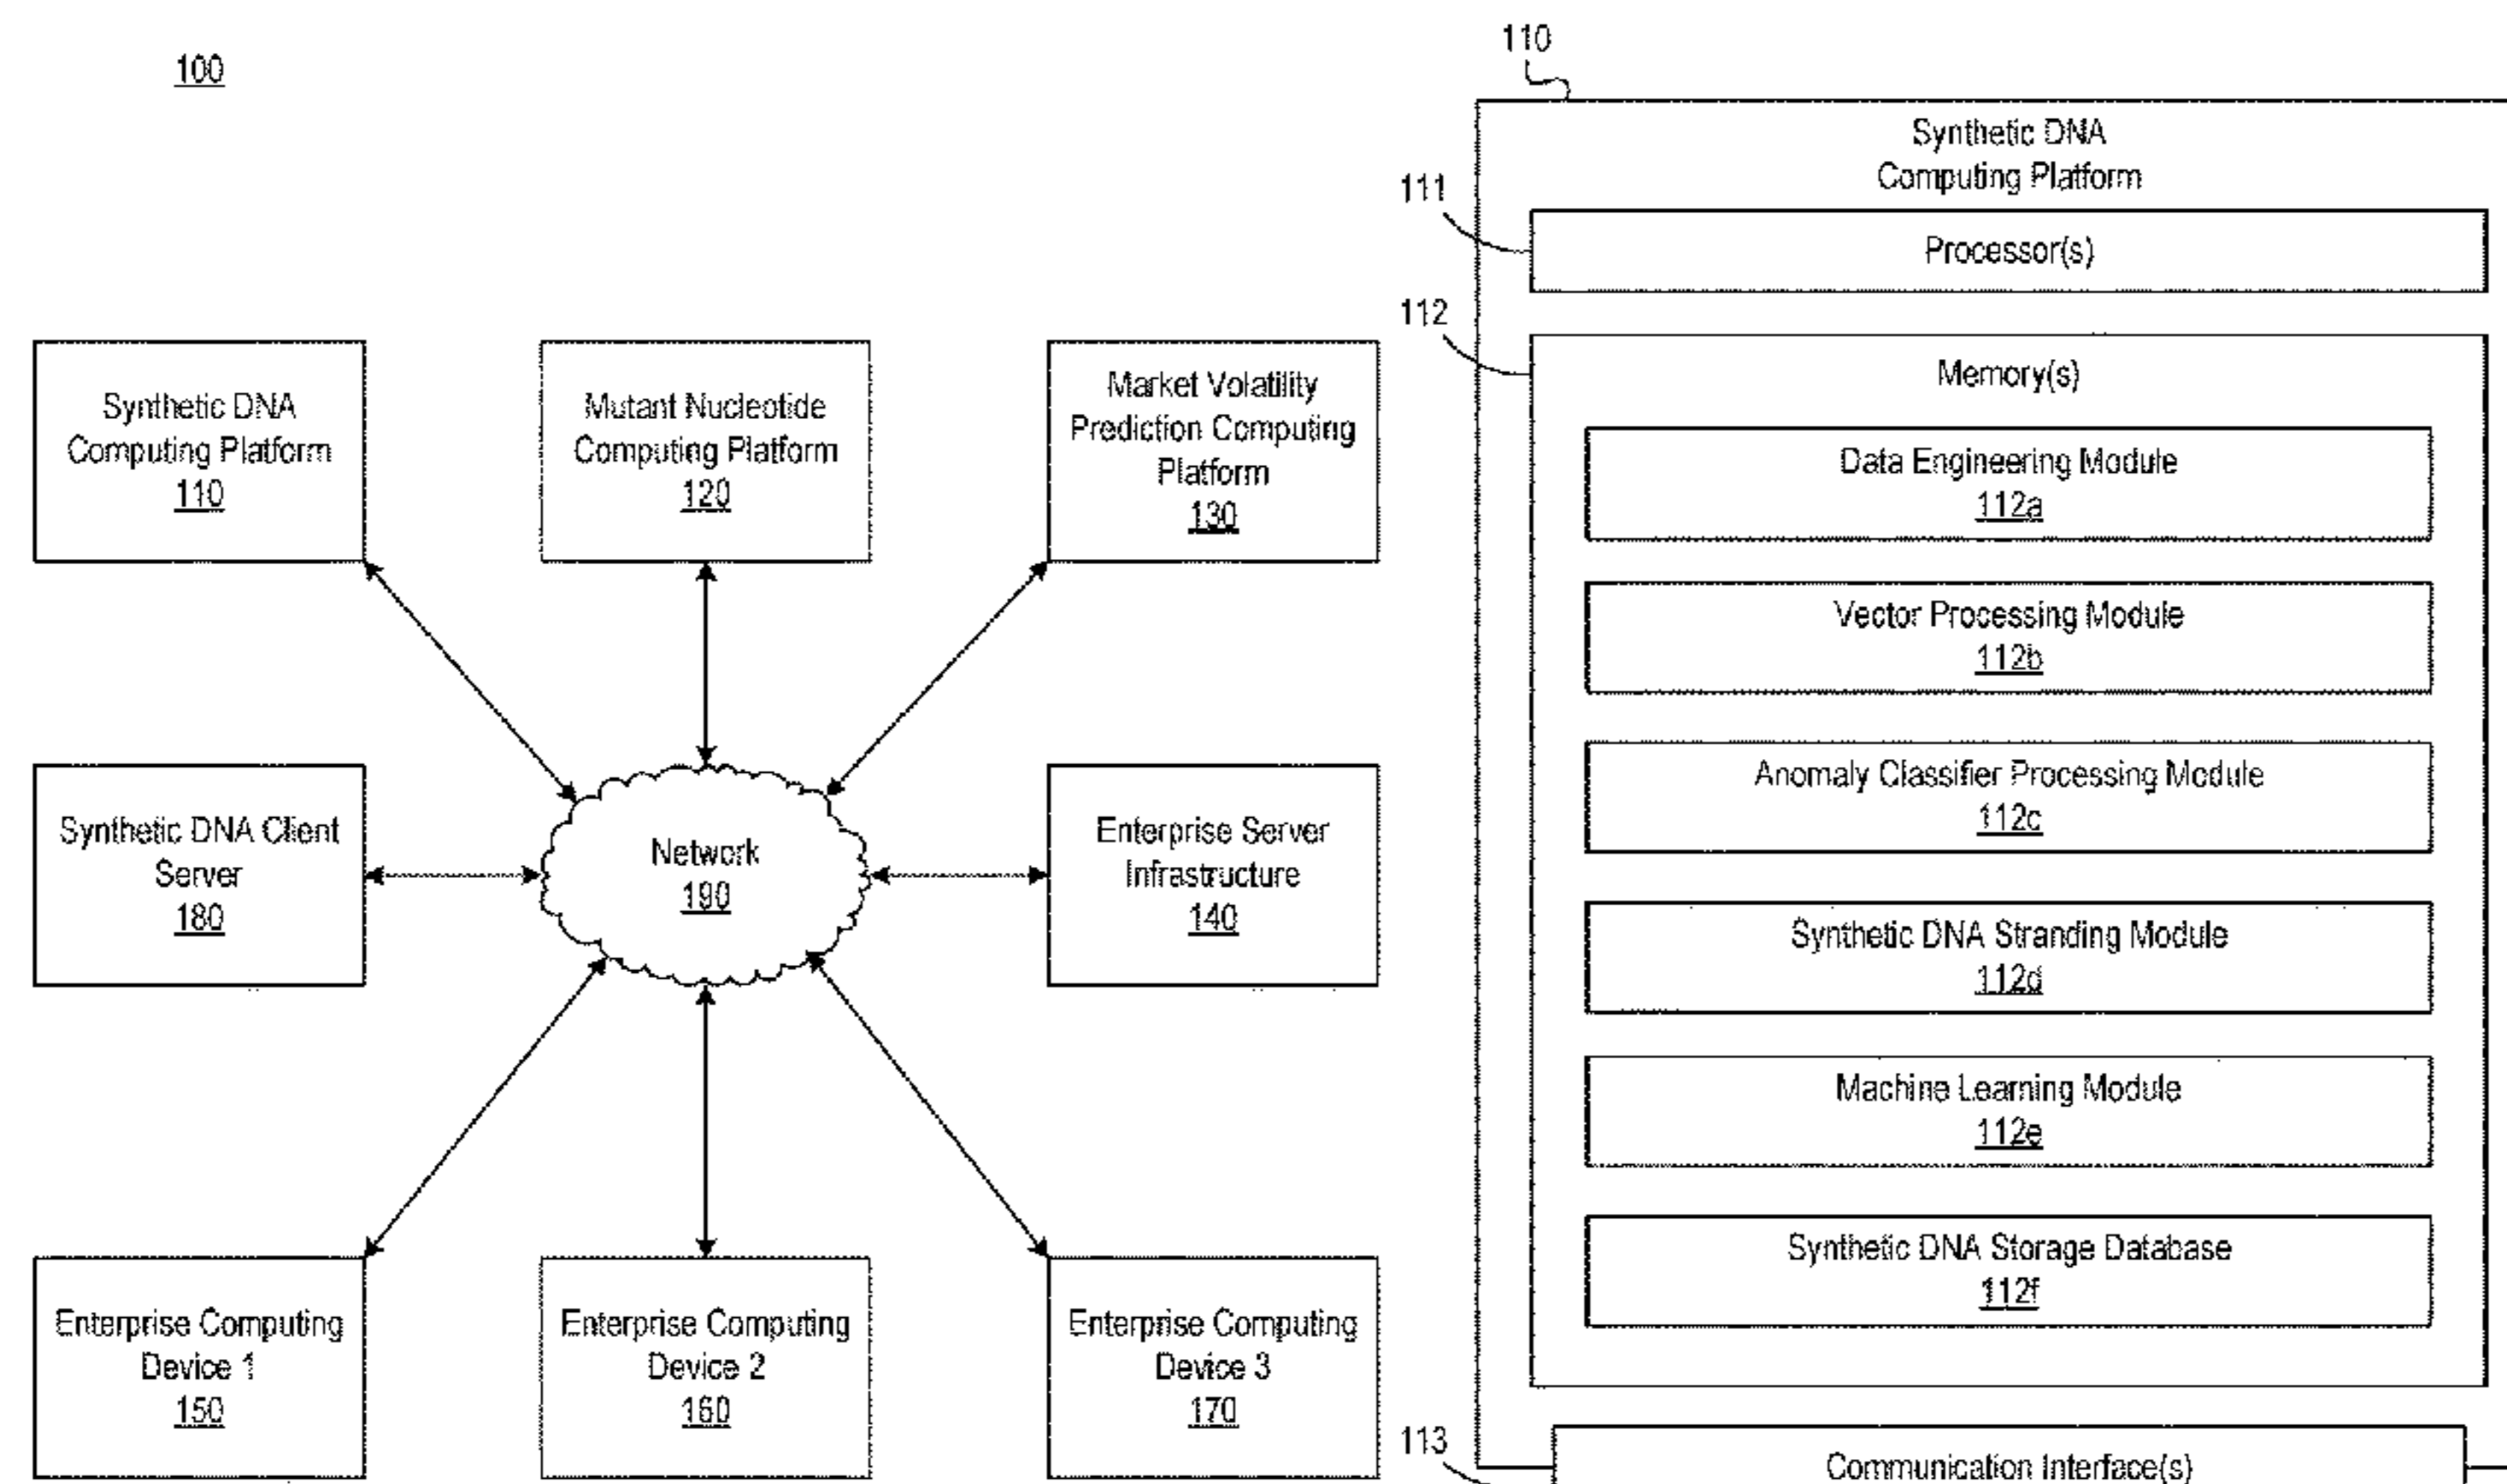 100
Synthetic DNA
Computing Platform
110
Mutant Nucleotide
Computing Platform
120
Market Volatility
Prediction Computing
Platform
130
Synthetic DNA Client
Server
180
Network
190
Enterprise Server
Infrastructure
140
Enterprise Computing
Device 1
150
Enterprise Computing
Device 2
160
Enterprise Computing
Device 3
170
110
Synthetic DNA
Computing Platform
111
Processor(s)
112
Memory(s)
Data Engineering Module
112a
Vector Processing Module
112b
Anomaly Classifier Processing Module
112c
Synthetic DNA Stranding Module
112d
Machine Learning Module
112e
Synthetic DNA Storage Database
112f
113
Communication Interface(s)